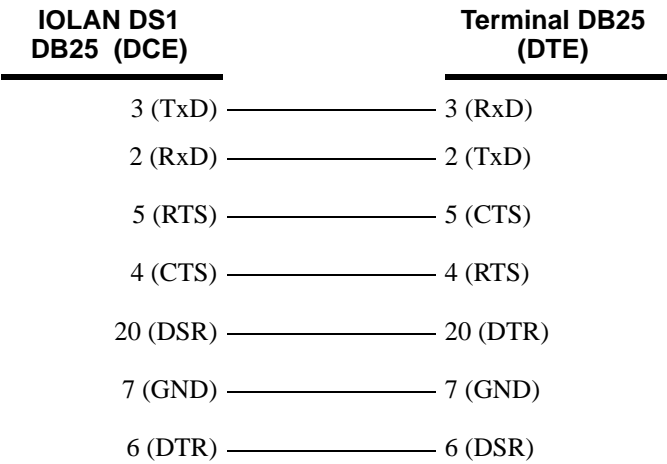 IOLAN DS1 Terminal DB25
DB25 (DCE) (DTE)
3 (TxD) 3 (RxD)
2 (RxD) 2 (TxD)
5 (RTS) 5 (CTS)
4 (CTS) 4 (RTS)
20 (DSR) 20 (DTR)
7 (GND) 7 (GND)
6 (DTR) 6 (DSR)